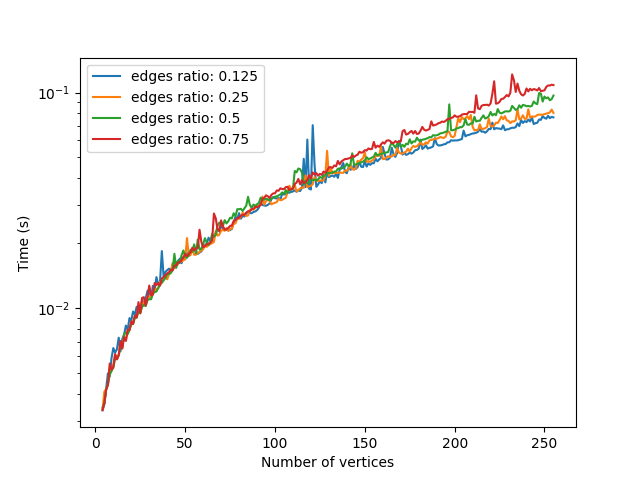 edges ratio: 0.125
edges ratio: 0.25
edges ratio: 0.5
edges ratio: 0.75
10⁻¹
10⁻²
Time (s)
0 50 100 150 200 250
Number of vertices